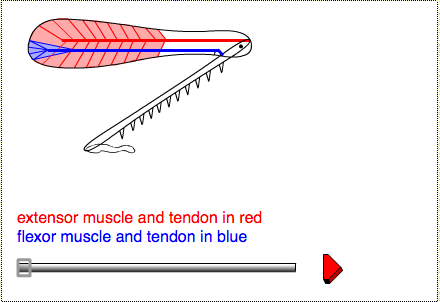 extensor muscle and tendon in red
flexor muscle and tendon in blue